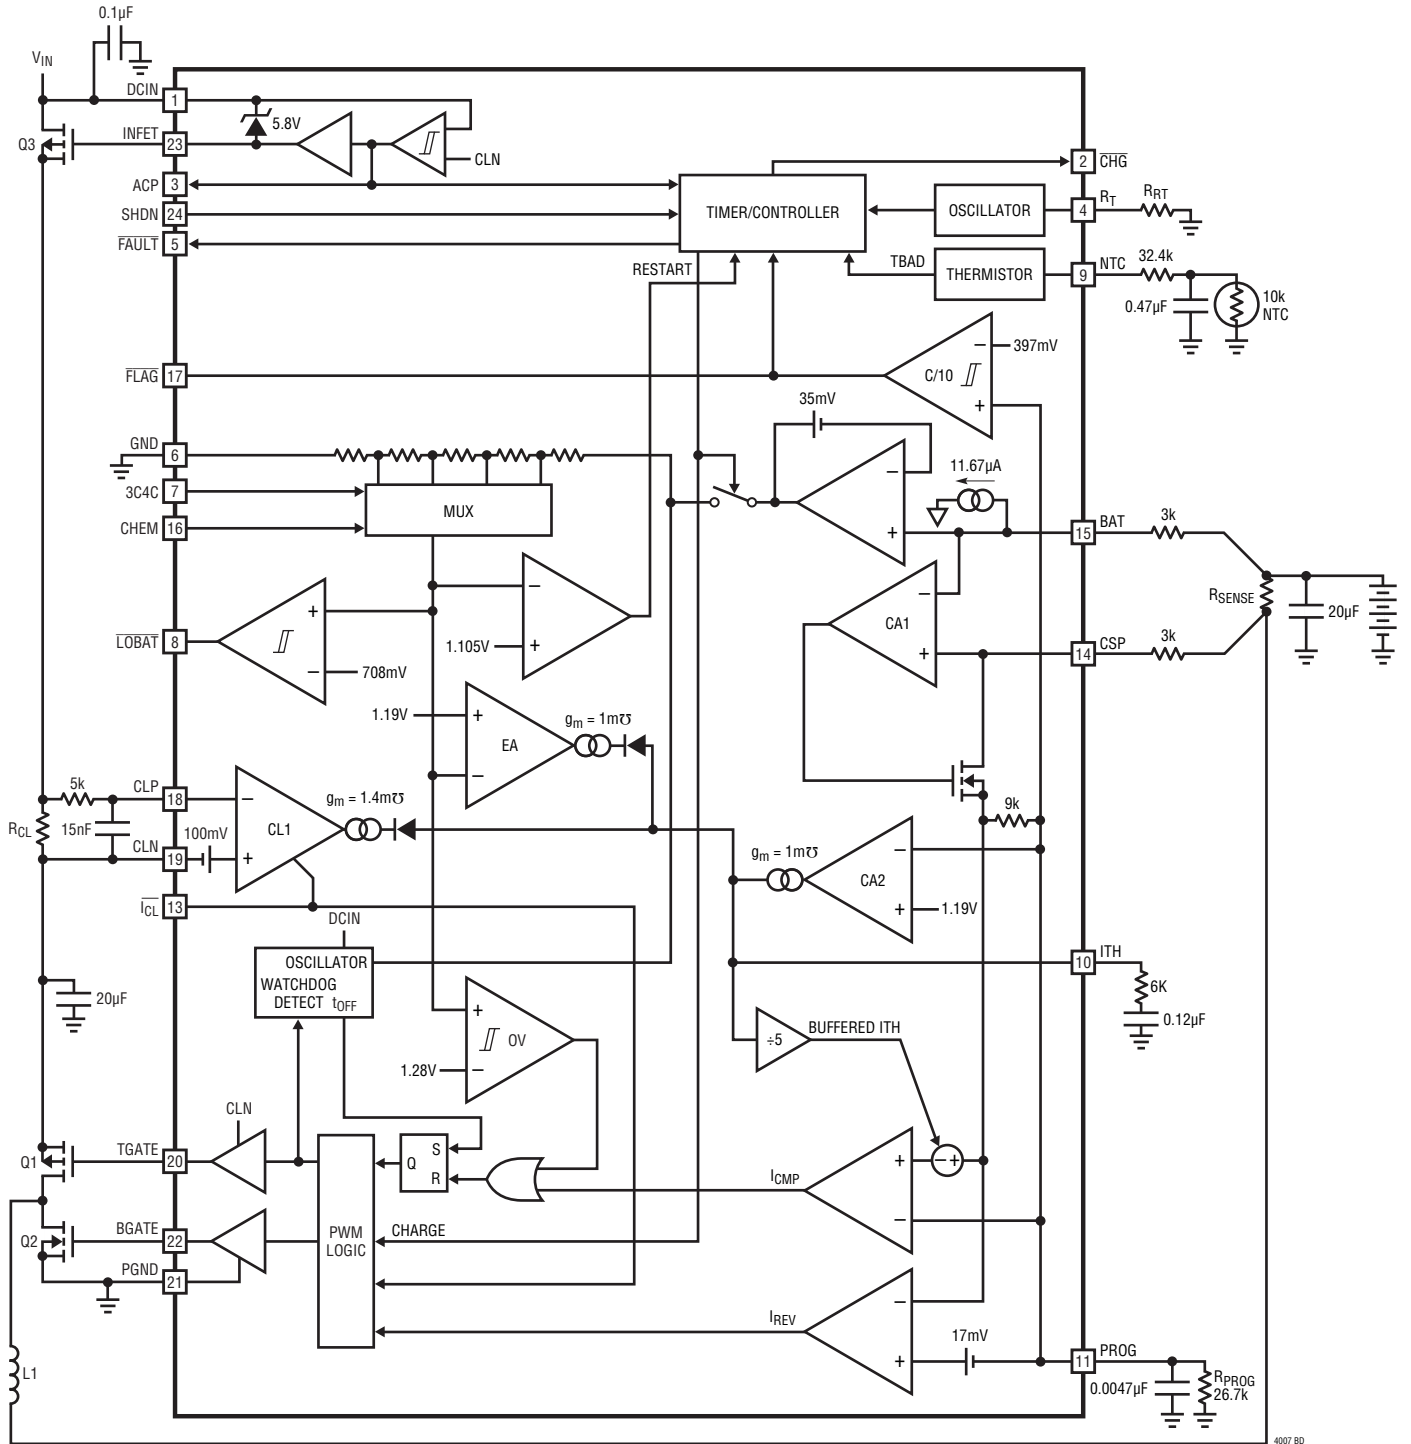 0.1µF
VIN
DCIN
1
5.8V
INFET
23
Q3
CLN
2
CHG
ACP
3
TIMER/CONTROLLER
OSCILLATOR
4
RT
RRT
SHDN
24
FAULT
5
RESTART
TBAD
THERMISTOR
9
NTC
32.4k
0.47µF
10k
NTC
397mV
FLAG
17
C/10
35mV
GND
6
11.67µA
3C4C
7
MUX
CHEM
16
15
BAT
3k
RSENSE
20µF
CA1
LOBAT
8
1.105V
14
CSP
3k
708mV
1.19V
EA
gm = 1m℧
5k
CLP
18
gm = 1.4m℧
9k
RCL
15nF
100mV
CL1
CLN
19
gm = 1m℧
CA2
1.19V
ICL
13
DCIN
OSCILLATOR
WATCHDOG
DETECT tOFF
10
ITH
6K
0.12µF
20µF
OV
1.28V
÷5
BUFFERED ITH
CLN
TGATE
20
Q1
S
Q
R
ICMP
BGATE
22
Q2
PWM
LOGIC
CHARGE
PGND
21
IREV
17mV
11
PROG
L1
0.0047µF
RPROG
26.7k
4007 BD